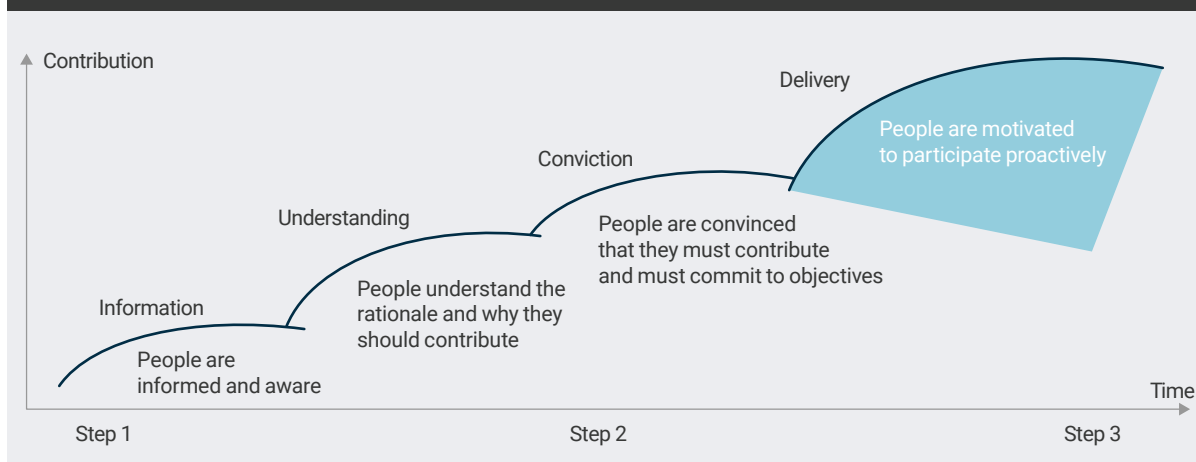 Contribution
Delivery
People are motivated
to participate proactively
Conviction
People are convinced
that they must contribute
and must commit to objectives
Understanding
People understand the
rationale and why they
should contribute
Information
People are
informed and aware
Time
Step 1
Step 2
Step 3